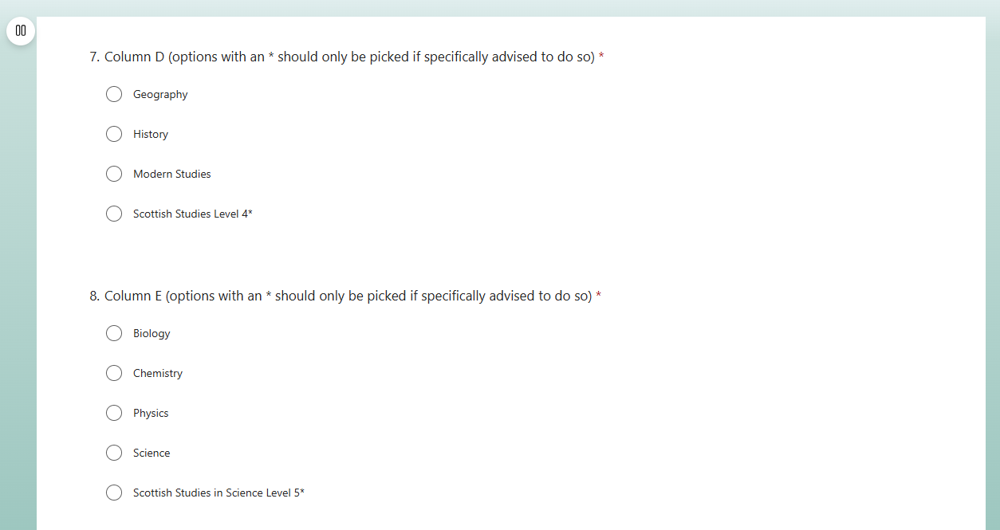 7. Column D (options with an * should only be picked if specifically advised to do so) *
Geography
History
Modern Studies
Scottish Studies Level 4*
8. Column E (options with an * should only be picked if specifically advised to do so) *
Biology
Chemistry
Physics
Science
Scottish Studies in Science Level 5*